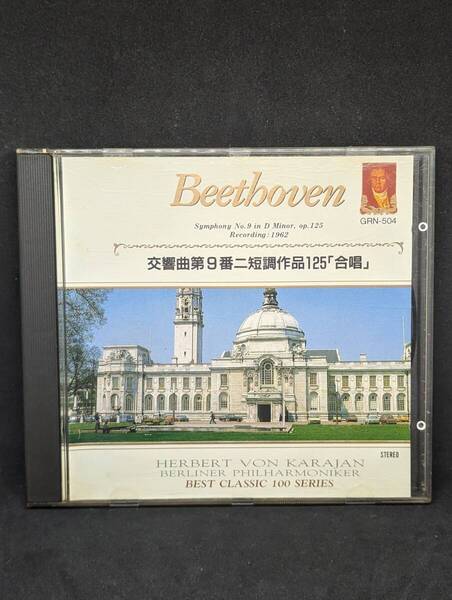 Beethoven
GRN-504
Symphony No.9 in D Minor, op.125
Recording: 1962
交響曲第9番ニ短調作品125「合唱」
STEREO
HERBERT VON KARAJAN
BERLINER PHILHARMONIKER
BEST CLASSIC 100 SERIES